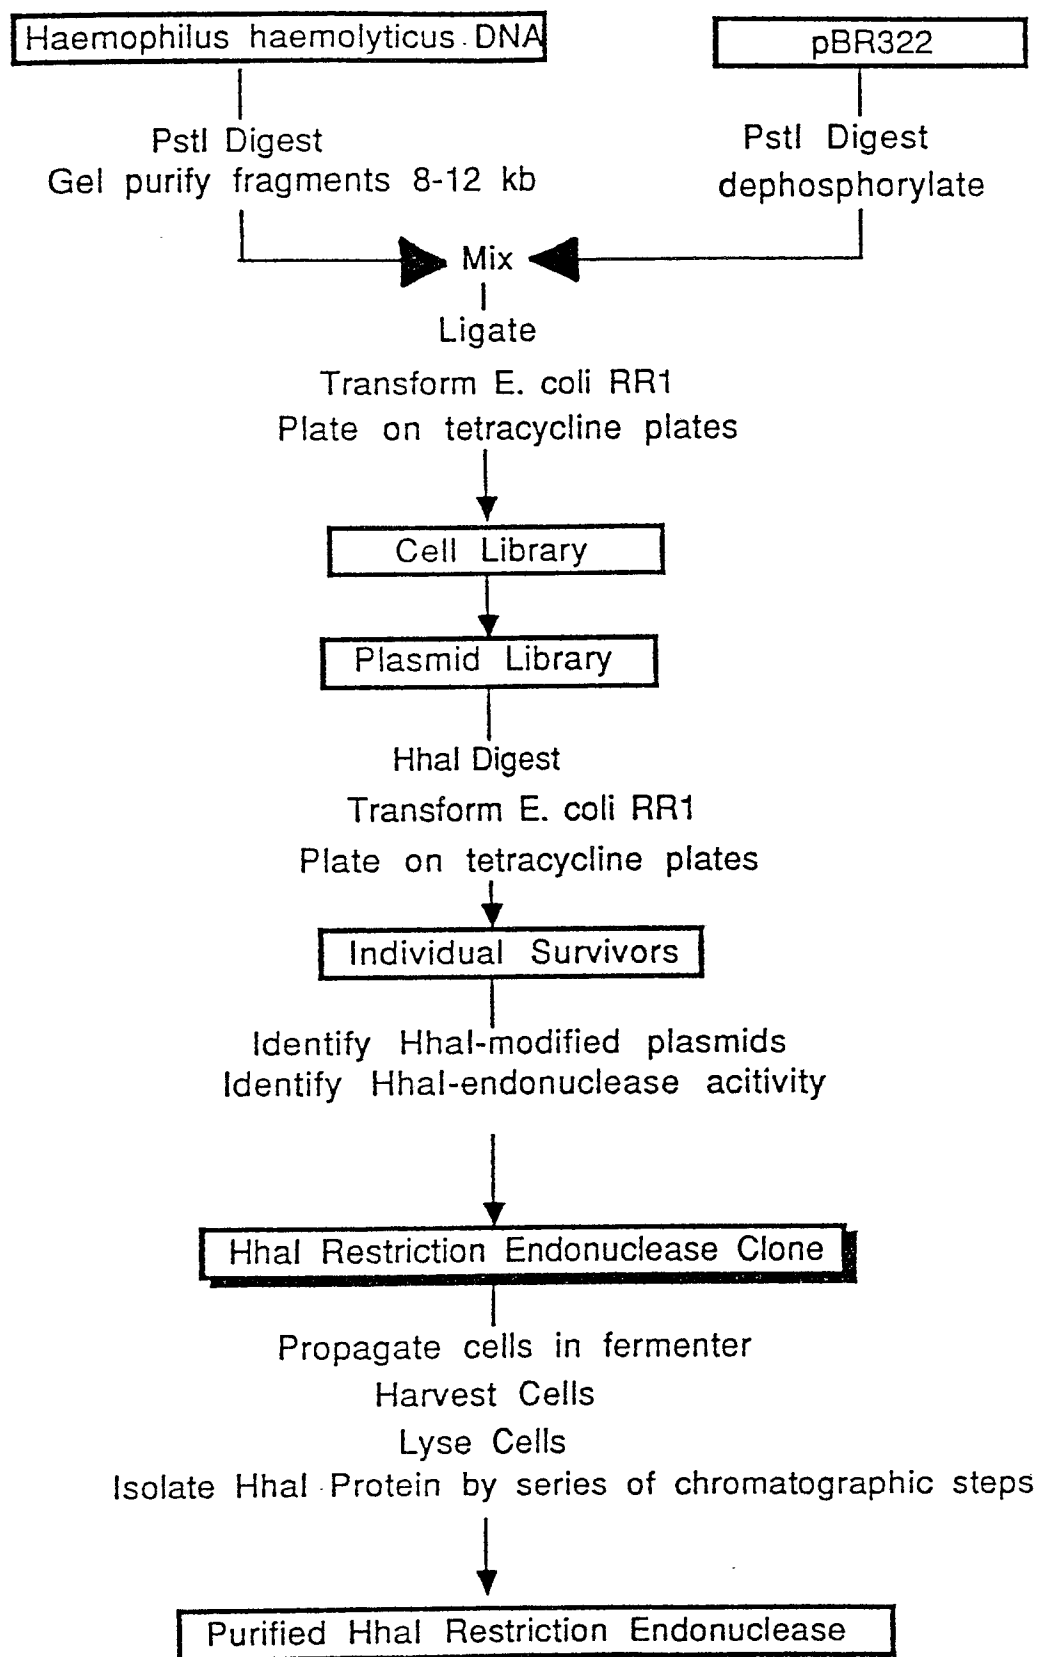 Haemophilus haemolyticus DNA
pBR322
PstI Digest
Gel purify fragments 8-12 kb
PstI Digest
dephosphorylate
Mix
Ligate
Transform E. coli RR1
Plate on tetracycline plates
Cell Library
Plasmid Library
HhaI Digest
Transform E. coli RR1
Plate on tetracycline plates
Individual Survivors
Identify HhaI-modified plasmids
Identify HhaI-endonuclease acitivity
HhaI Restriction Endonuclease Clone
Propagate cells in fermenter
Harvest Cells
Lyse Cells
Isolate HhaI Protein by series of chromatographic steps
Purified HhaI Restriction Endonuclease